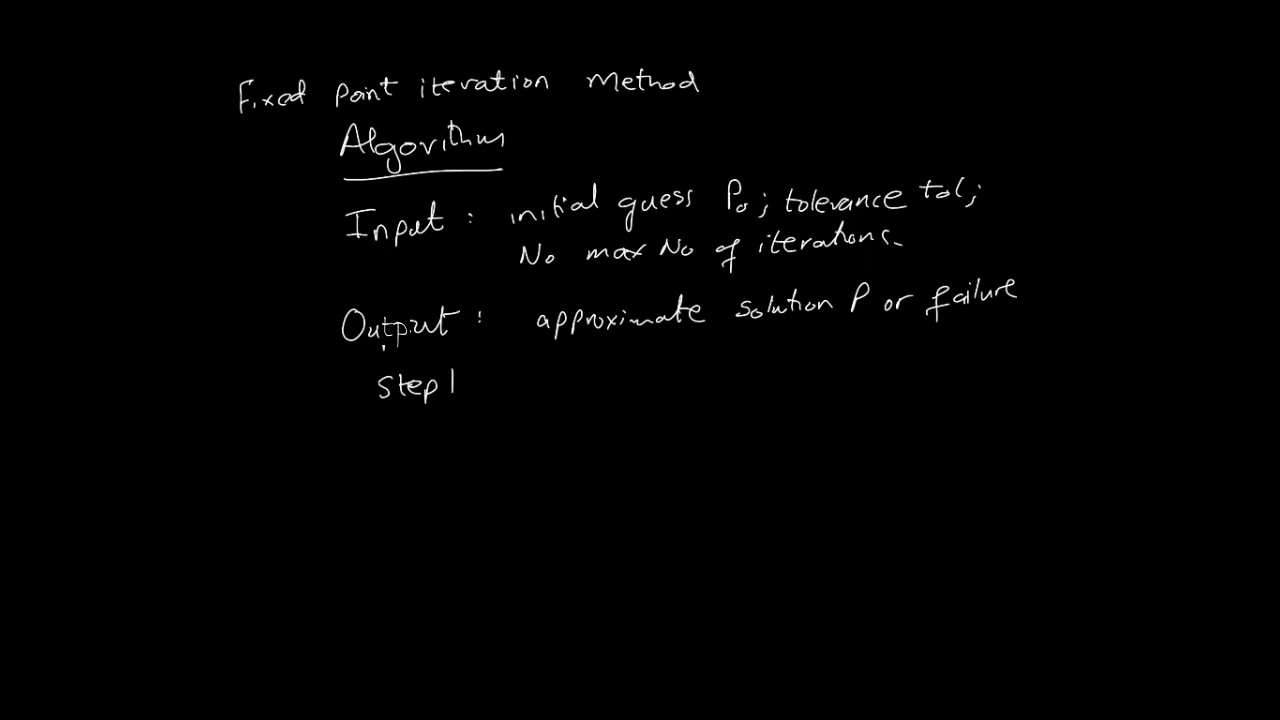 Fixed point iteration Method
Algorithm
Input : initial guess P0 ; tolerance tol ;
No max No of iterations.
Output : approximate solution P or failure
Step 1